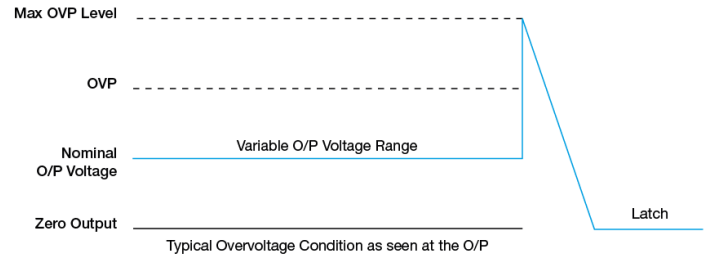 Max OVP Level
OVP
Variable O/P Voltage Range
Nominal
O/P Voltage
Latch
Zero Output
Typical Overvoltage Condition as seen at the O/P